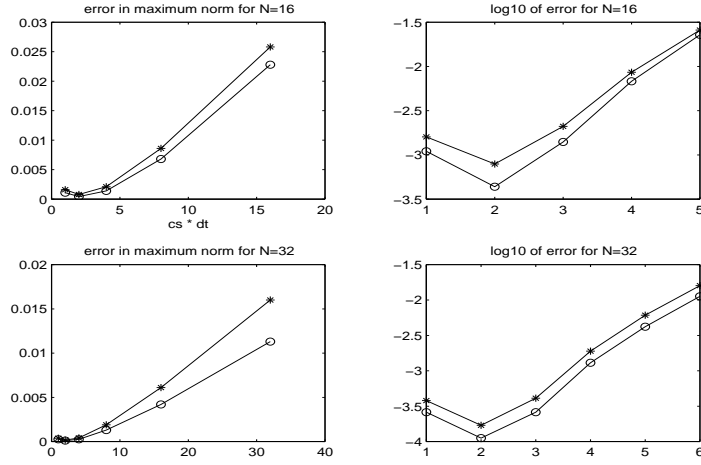 error in maximum norm for N=16
0.03
0.025
0.02
0.015
0.01
0.005
0
0 5 10 15 20
cs * dt
log10 of error for N=16
−1.5
−2
−2.5
−3
−3.5
1 2 3 4 5
error in maximum norm for N=32
0.02
0.015
0.01
0.005
0
0 10 20 30 40
log10 of error for N=32
−1.5
−2
−2.5
−3
−3.5
−4
1 2 3 4 5 6